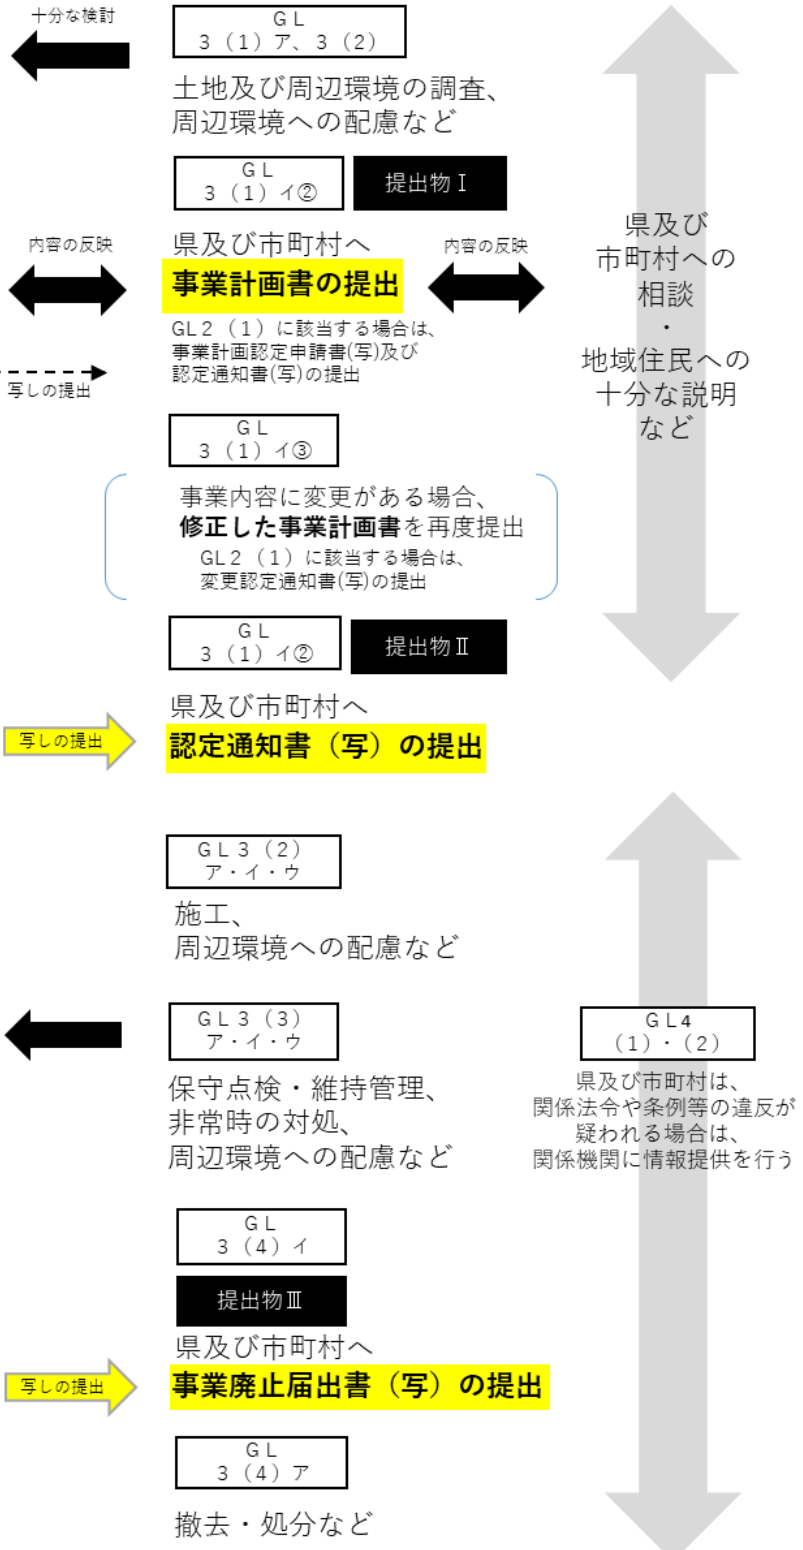 十分な検討
GL
3(1)ア、3(2)
土地及び周辺環境の調査、
周辺環境への配慮など
GL
3(1)イ②
提出物Ⅰ
内容の反映
県及び市町村へ
事業計画書の提出
内容の反映
GL2(1)に該当する場合は、
事業計画認定申請書(写)及び
認定通知書(写)の提出
写しの提出
県及び
市町村への
相談
・
地域住民への
十分な説明
など
GL
3(1)イ③
事業内容に変更がある場合、
修正した事業計画書を再度提出
GL2(1)に該当する場合は、
変更認定通知書(写)の提出
GL
3(1)イ②
提出物Ⅱ
県及び市町村へ
写しの提出
認定通知書(写)の提出
GL3(2)
ア・イ・ウ
施工、
周辺環境への配慮など
GL3(3)
ア・イ・ウ
保守点検・維持管理、
非常時の対処、
周辺環境への配慮など
GL4
(1)・(2)
県及び市町村は、
関係法令や条例等の違反が
疑われる場合は、
関係機関に情報提供を行う
GL
3(4)イ
提出物Ⅲ
県及び市町村へ
写しの提出
事業廃止届出書(写)の提出
GL
3(4)ア
撤去・処分など